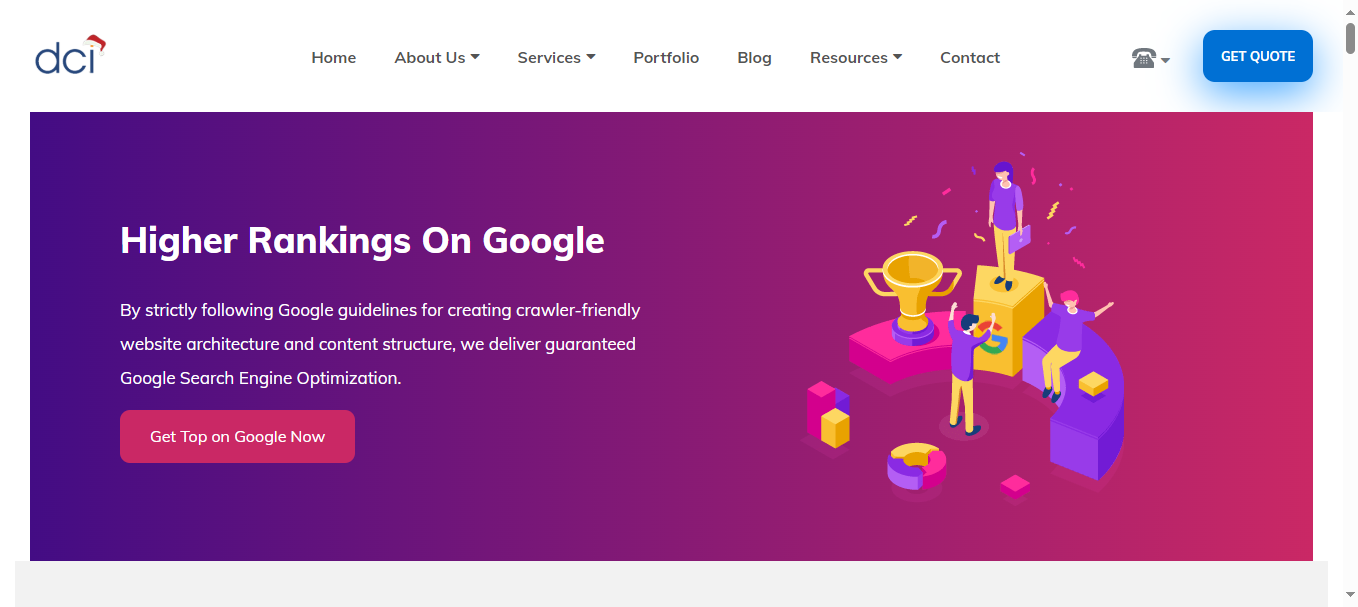 dci
Home
About Us
Services
Portfolio
Blog
Resources
Contact
GET QUOTE
Higher Rankings On Google
By strictly following Google guidelines for creating crawler-friendly
website architecture and content structure, we deliver guaranteed
Google Search Engine Optimization.
Get Top on Google Now